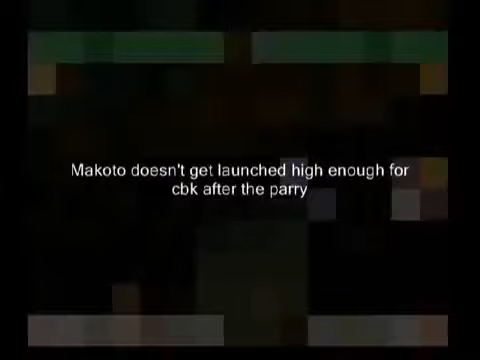 Makoto doesn't get launched high enough for
cbk after the parry